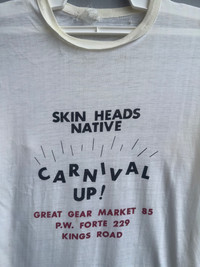 SKIN HEADS
NATIVE
CARNIVAL
UP!
GREAT GEAR MARKET 85
P.W. FORTE 229
KINGS ROAD